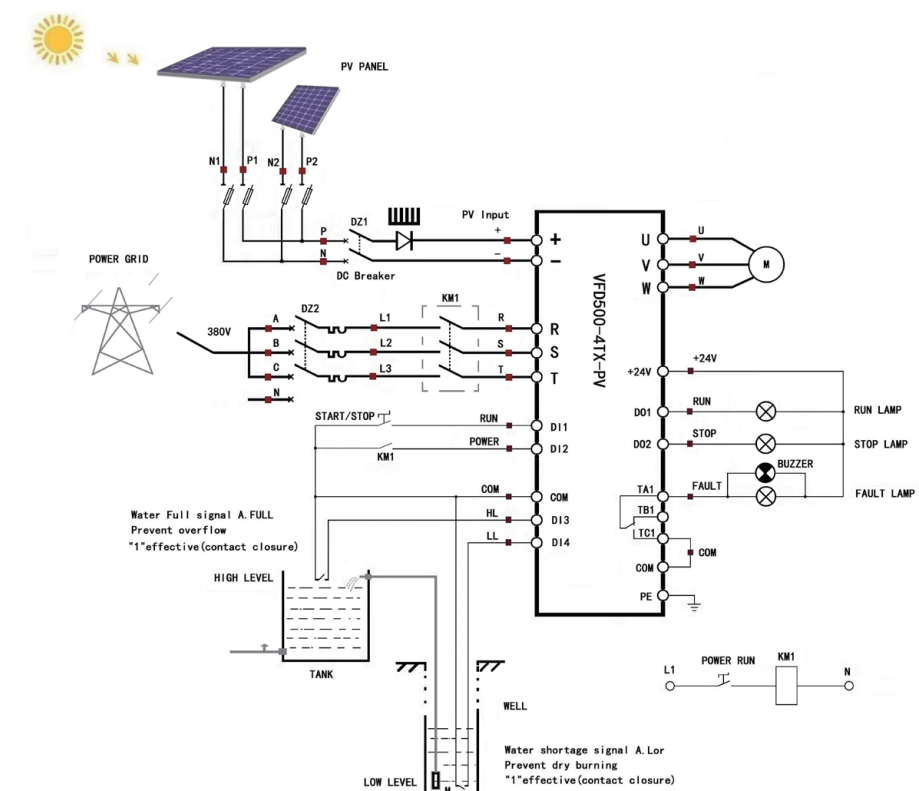 PV PANEL
N1 P1 N2 P2
P DZ1 PV Input
+ +
N − −
DC Breaker
U U
V V M
W W
VFD500-4TX-PV
POWER GRID
380V
KM1
A DZ2 L1 R R
B L2 S S
C L3 T T
N
+24V +24V
START/STOP RUN DI1
KM1 POWER DI2
COM COM
HL DI3
LL DI4
DO1 RUN RUN LAMP
DO2 STOP STOP LAMP
BUZZER
TA1 FAULT FAULT LAMP
TB1
TC1
COM
COM
PE
Water Full signal A.FULL
Prevent overflow
"1"effective(contact closure)
HIGH LEVEL
TANK
L1 POWER RUN KM1 N
WELL
Water shortage signal A.Lor
Prevent dry burning
"1"effective(contact closure)
LOW LEVEL